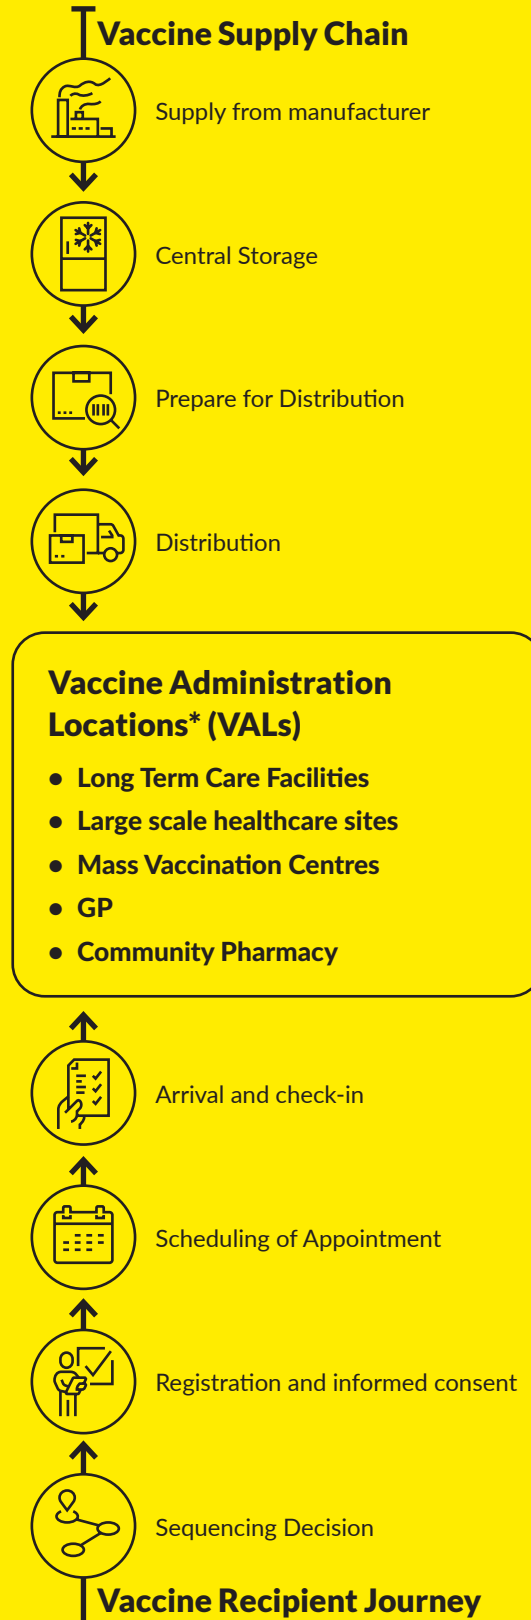 Vaccine Supply Chain
Supply from manufacturer
Central Storage
Prepare for Distribution
Distribution
Vaccine Administration
Locations* (VALs)
• Long Term Care Facilities
• Large scale healthcare sites
• Mass Vaccination Centres
• GP
• Community Pharmacy
Arrival and check-in
Scheduling of Appointment
Registration and informed consent
Sequencing Decision
Vaccine Recipient Journey